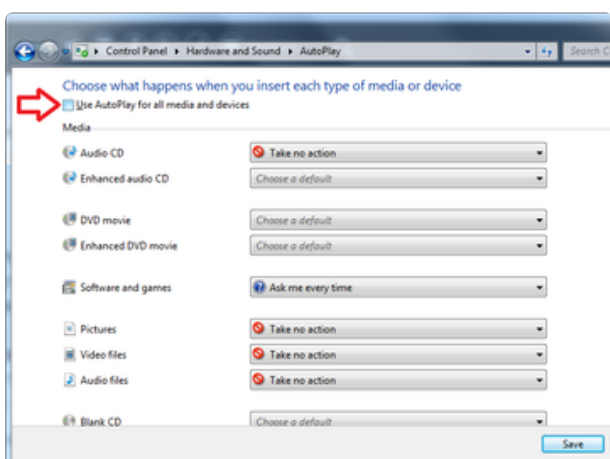 Control Panel Hardware and Sound AutoPlay Search C
Choose what happens when you insert each type of media or device
Use AutoPlay for all media and devices
Media
Audio CD Take no action
Enhanced audio CD Choose a default
DVD movie Choose a default
Enhanced DVD movie Choose a default
Software and games Ask me every time
Pictures Take no action
Video files Take no action
Audio files Take no action
Blank CD Choose a default
Save